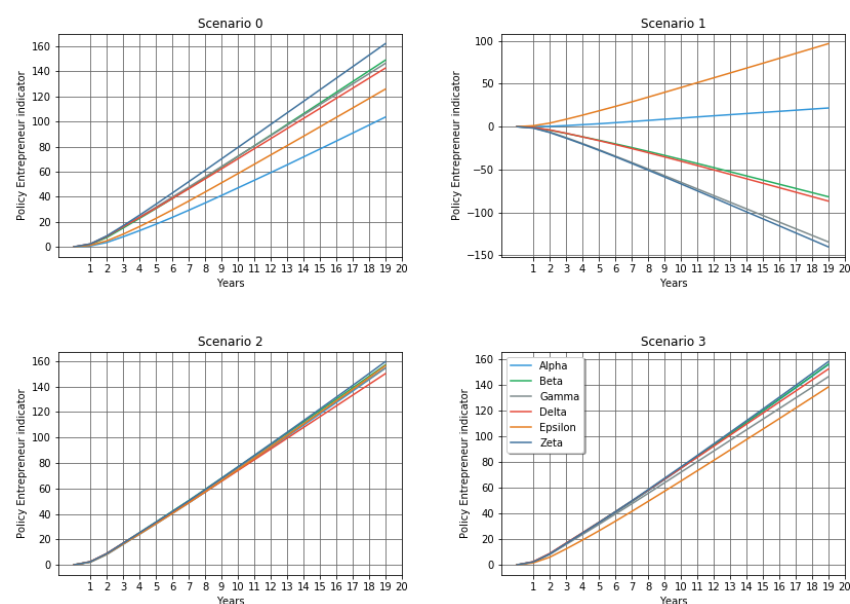 Scenario 0
Policy Entrepreneur indicator
160
140
120
100
80
60
40
20
0
1 2 3 4 5 6 7 8 9 10 11 12 13 14 15 16 17 18 19 20
Years
Scenario 1
Policy Entrepreneur indicator
100
50
0
−50
−100
−150
1 2 3 4 5 6 7 8 9 10 11 12 13 14 15 16 17 18 19 20
Years
Scenario 2
Policy Entrepreneur indicator
160
140
120
100
80
60
40
20
0
1 2 3 4 5 6 7 8 9 10 11 12 13 14 15 16 17 18 19 20
Years
Scenario 3
Policy Entrepreneur indicator
160
140
120
100
80
60
40
20
0
Alpha
Beta
Gamma
Delta
Epsilon
Zeta
1 2 3 4 5 6 7 8 9 10 11 12 13 14 15 16 17 18 19 20
Years